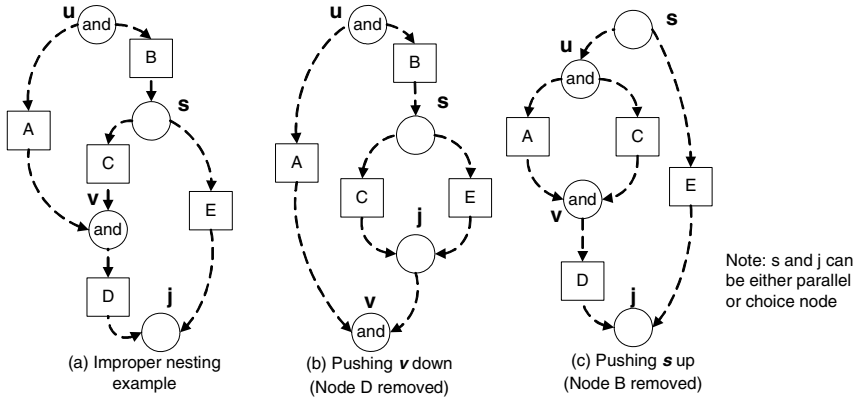 u
and
B
s
A
C
v
and
E
D
j
(a) Improper nesting
example
u
and
B
s
A
C
E
j
v
and
(b) Pushing v down
(Node D removed)
s
u
and
A
C
v
and
E
D
j
(c) Pushing s up
(Node B removed)
Note: s and j can
be either parallel
or choice node